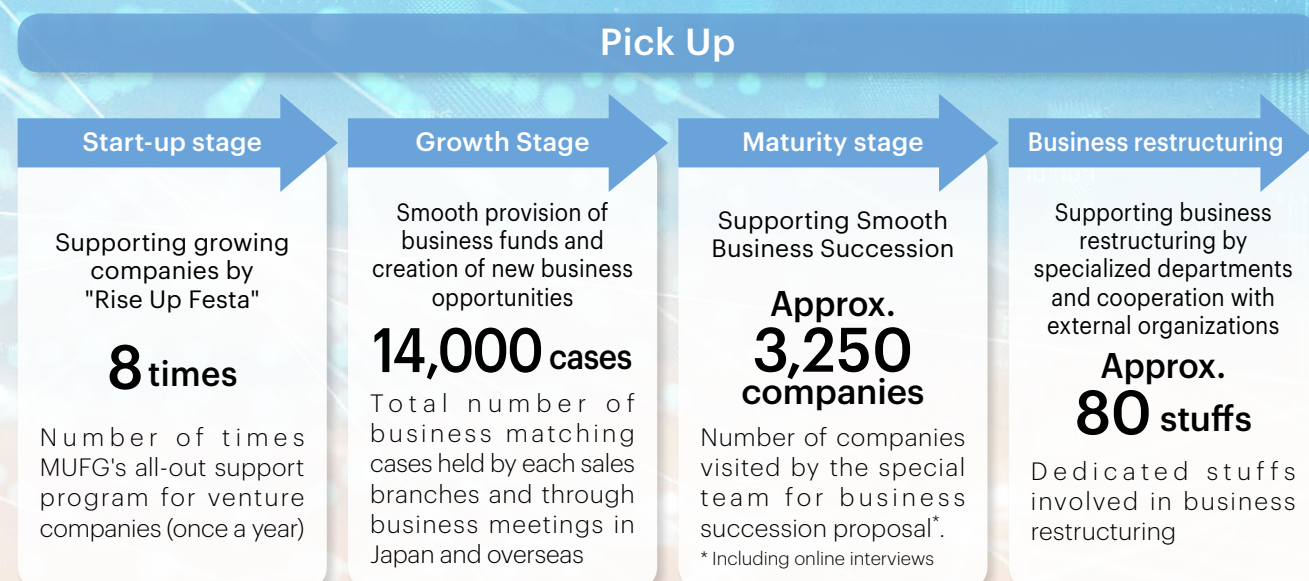 Pick Up
Start-up stage
Supporting growing
companies by
"Rise Up Festa"
8 times
Number of times
MUFG's all-out support
program for venture
companies (once a year)
Growth Stage
Smooth provision of
business funds and
creation of new business
opportunities
14,000 cases
Total number of
business matching
cases held by each sales
branches and through
business meetings in
Japan and overseas
Maturity stage
Supporting Smooth
Business Succession
Approx.
3,250
companies
Number of companies
visited by the special
team for business
succession proposal*.
* Including online interviews
Business restructuring
Supporting business
restructuring by
specialized departments
and cooperation with
external organizations
Approx.
80 stuffs
Dedicated stuffs
involved in business
restructuring